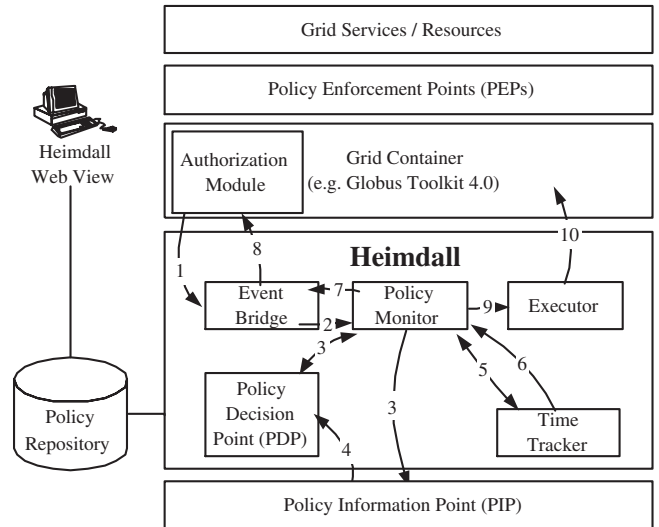 Grid Services / Resources
Policy Enforcement Points (PEPs)
Heimdall
Web View
Authorization
Module
Grid Container
(e.g. Globus Toolkit 4.0)
1
8
10
Heimdall
Event
Bridge
7
2
Policy
Monitor
9
Executor
3
3
5
6
Policy
Decision
Point (PDP)
4
Time
Tracker
Policy
Repository
Policy Information Point (PIP)